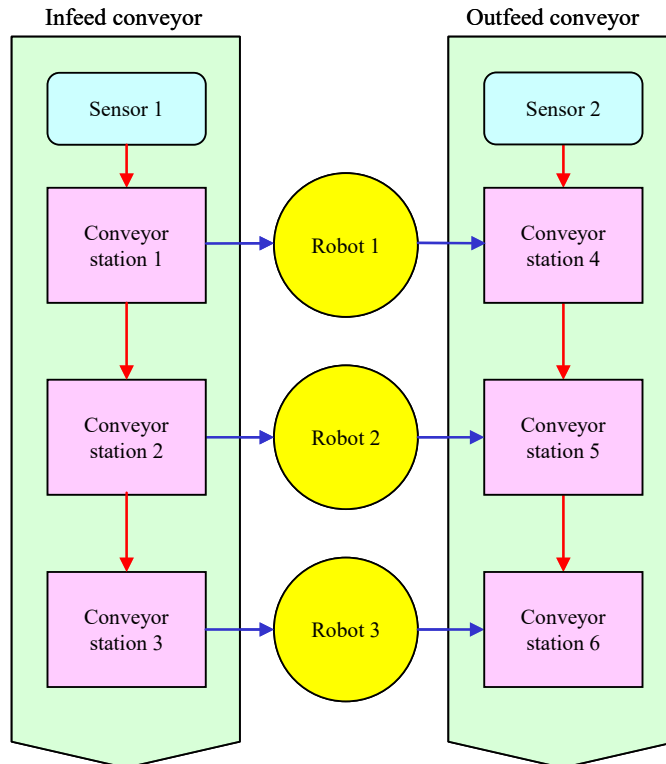 Infeed conveyor
Outfeed conveyor
Sensor 1
Sensor 2
Conveyor
station 1
Robot 1
Conveyor
station 4
Conveyor
station 2
Robot 2
Conveyor
station 5
Conveyor
station 3
Robot 3
Conveyor
station 6